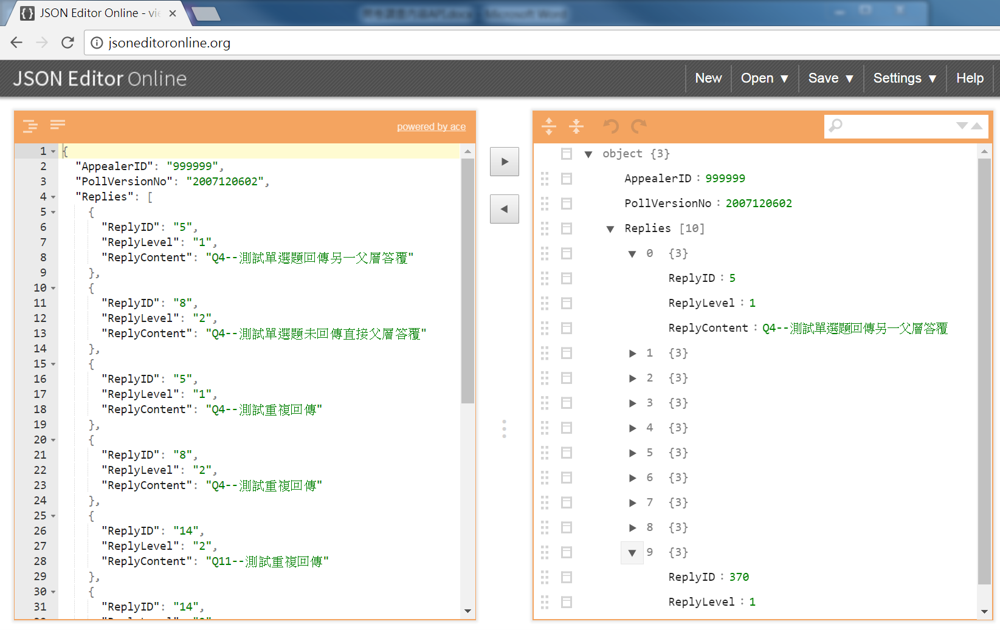 JSON Editor Online - vie
Microsoft Word
jsoneditoronline.org
JSON Editor Online
New
Open ▼
Save ▼
Settings ▼
Help
powered by ace
1 {
2 "AppealerID": "999999",
3 "PollVersionNo": "2007120602",
4 "Replies": [
5 {
6 "ReplyID": "5",
7 "ReplyLevel": "1",
8 "ReplyContent": "Q4--測試單選題回傳另一父層答覆"
9 },
10 {
11 "ReplyID": "8",
12 "ReplyLevel": "2",
13 "ReplyContent": "Q4--測試單選題未回傳直接父層答覆"
14 },
15 {
16 "ReplyID": "5",
17 "ReplyLevel": "1",
18 "ReplyContent": "Q4--測試重複回傳"
19 },
20 {
21 "ReplyID": "8",
22 "ReplyLevel": "2",
23 "ReplyContent": "Q4--測試重複回傳"
24 },
25 {
26 "ReplyID": "14",
27 "ReplyLevel": "2",
28 "ReplyContent": "Q11--測試重複回傳"
29 },
30 {
31 "ReplyID": "14",
object {3}
AppealerID : 999999
PollVersionNo : 2007120602
Replies [10]
0 {3}
ReplyID : 5
ReplyLevel : 1
ReplyContent : Q4--測試單選題回傳另一父層答覆
1 {3}
2 {3}
3 {3}
4 {3}
5 {3}
6 {3}
7 {3}
8 {3}
9 {3}
ReplyID : 370
ReplyLevel : 1